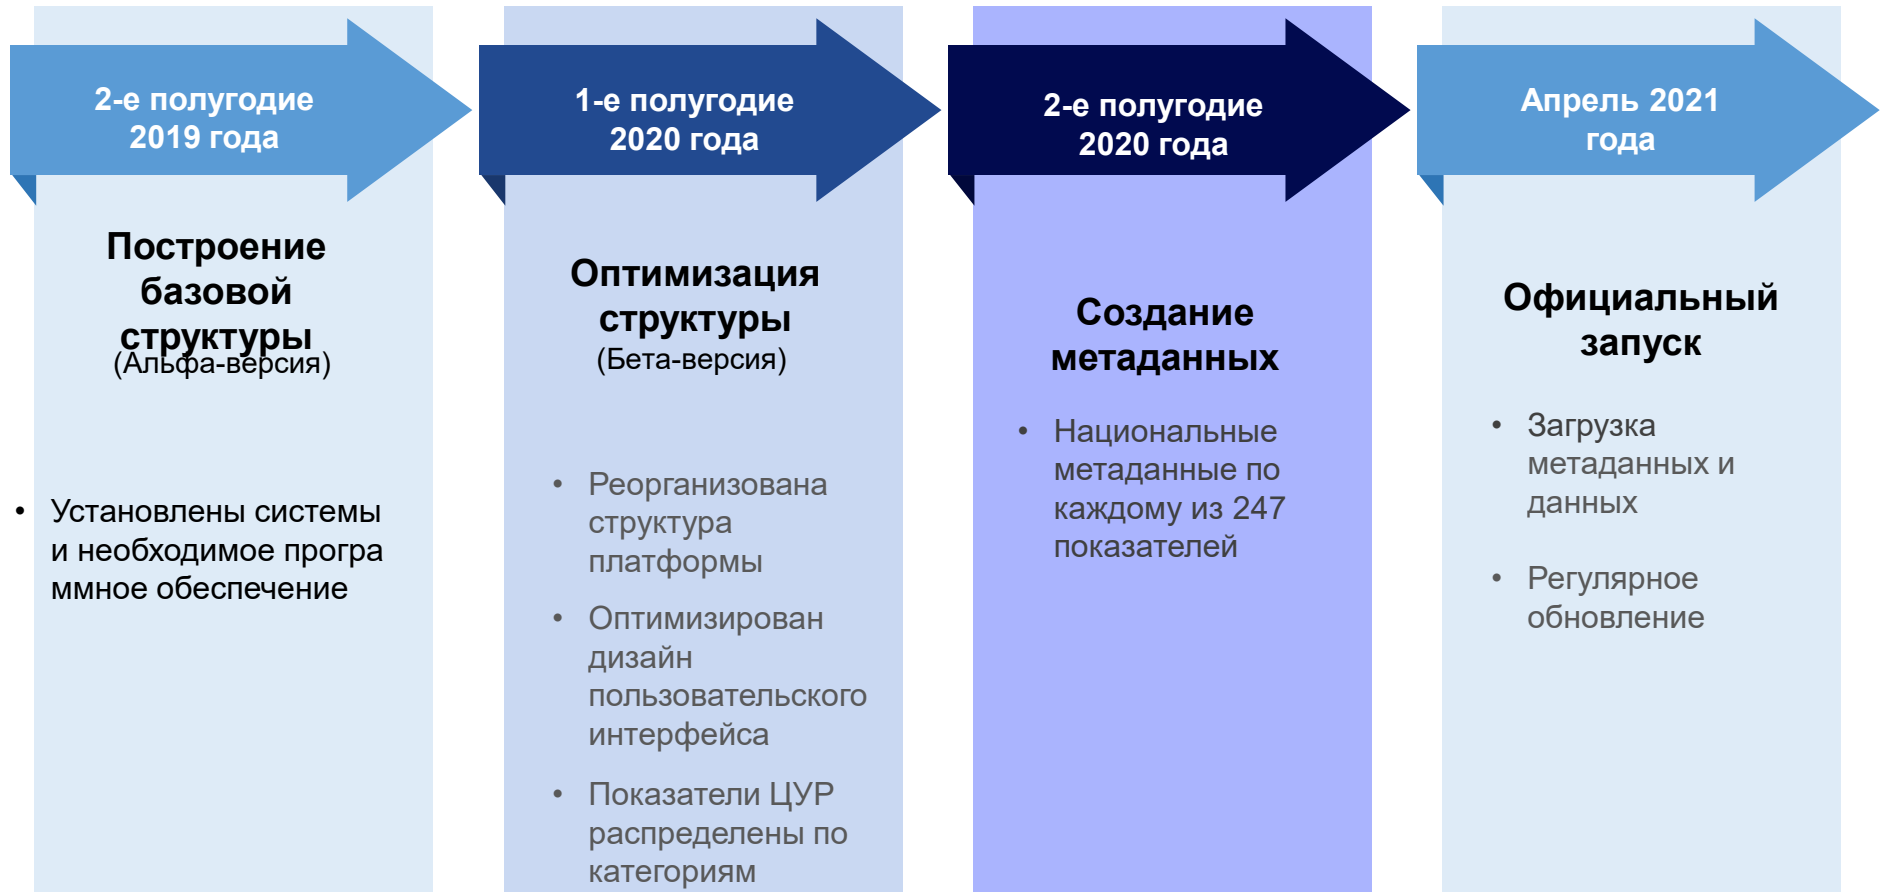 2-е полугодие
2019 года
Построение
базовой
структуры
(Альфа-версия)
• Установлены системы
и необходимое програ
ммное обеспечение
1-е полугодие
2020 года
Оптимизация
структуры
(Бета-версия)
• Реорганизована
структура
платформы
• Оптимизирован
дизайн
пользовательского
интерфейса
• Показатели ЦУР
распределены по
категориям
2-е полугодие
2020 года
Создание
метаданных
• Национальные
метаданные по
каждому из 247
показателей
Апрель 2021
года
Официальный
запуск
• Загрузка
метаданных и
данных
• Регулярное
обновление